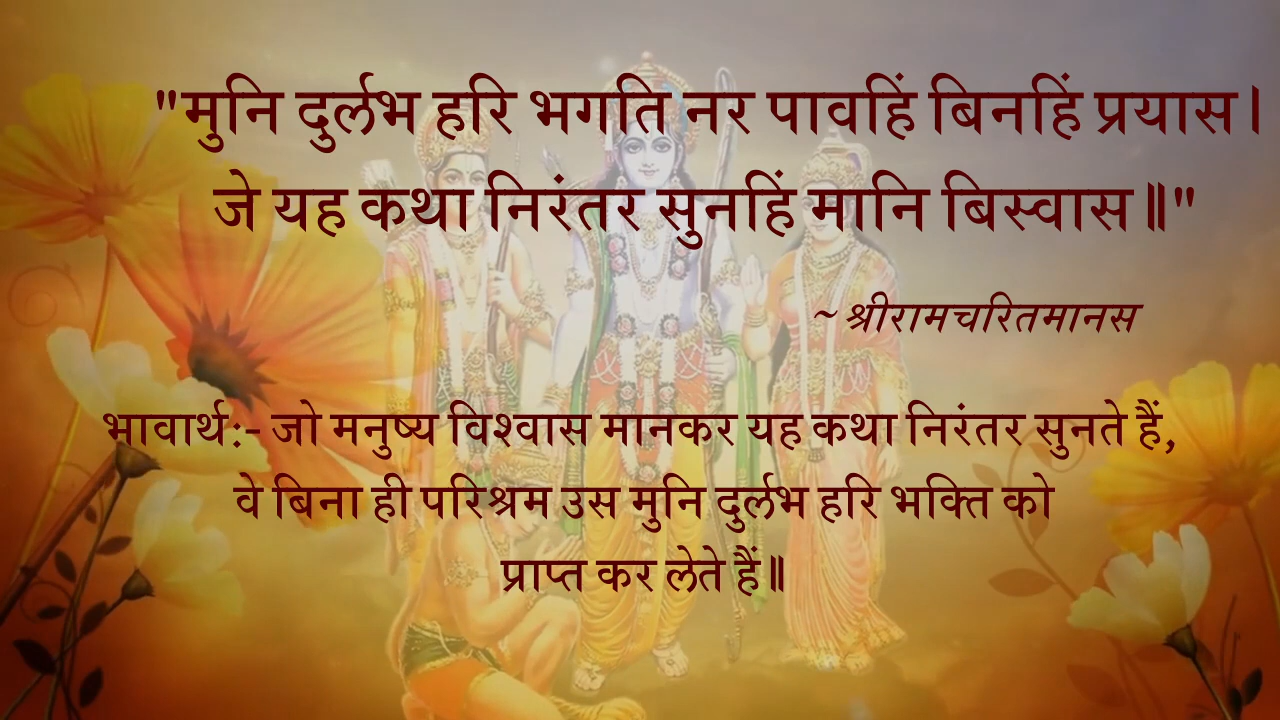 "मुनि दुर्लभ हरि भगति नर पावहिं बिनहिं प्रयास।
जे यह कथा निरंतर सुनहिं मानि बिस्वास॥"
~श्रीरामचरितमानस
भावार्थ:- जो मनुष्य विश्वास मानकर यह कथा निरंतर सुनते हैं,
वे बिना ही परिश्रम उस मुनि दुर्लभ हरि भक्ति को
प्राप्त कर लेते हैं॥